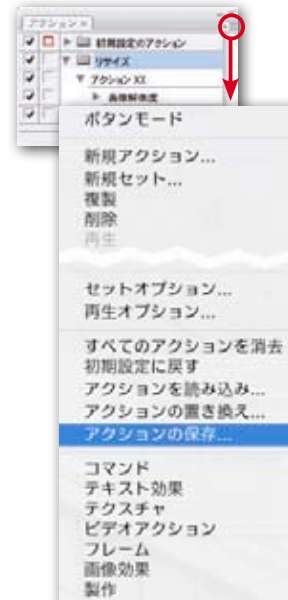 アクション ×
初期設定のアクション
リサイズ
アクション XX
画像解像度
ボタンモード
新規アクション...
新規セット...
複製
削除
再生
セットオプション...
再生オプション...
すべてのアクションを消去
初期設定に戻す
アクションを読み込み...
アクションの置き換え...
アクションの保存...
コマンド
テキスト効果
テクスチャ
ビデオアクション
フレーム
画像効果
製作